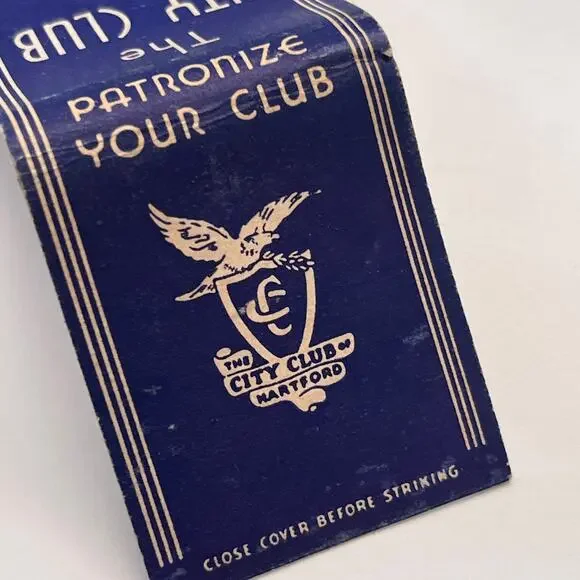 The
CITY CLUB
PATRONIZE
YOUR CLUB
CC
THE
CITY CLUB OF
HARTFORD
CLOSE COVER BEFORE STRIKING